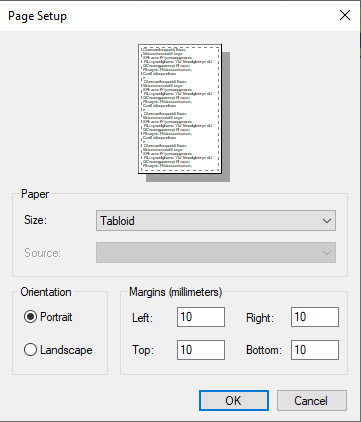 Page Setup
Paper
Size:
Tabloid
Source:
Orientation
Portrait
Landscape
Margins (millimeters)
Left: 10 Right: 10
Top: 10 Bottom: 10
OK Cancel